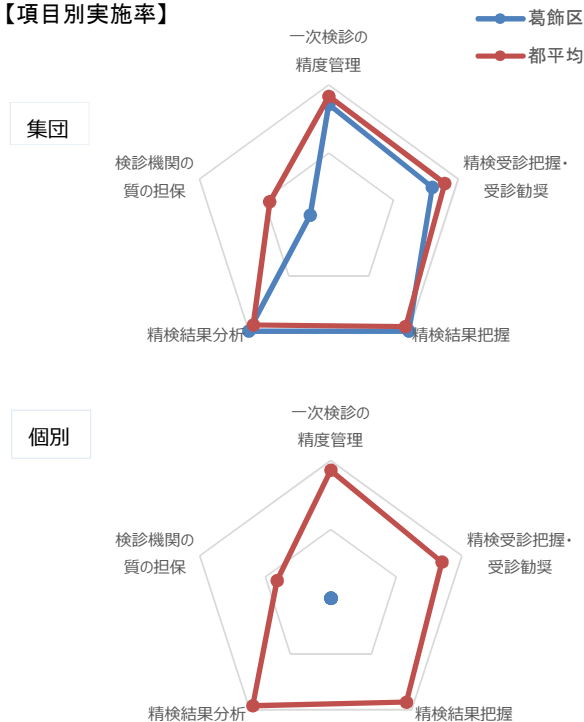 【項目別実施率】
葛飾区
都平均
集団
一次検診の
精度管理
検診機関の
質の担保
精検受診把握・
受診勧奨
精検結果分析
精検結果把握
個別
一次検診の
精度管理
検診機関の
質の担保
精検受診把握・
受診勧奨
精検結果分析
精検結果把握